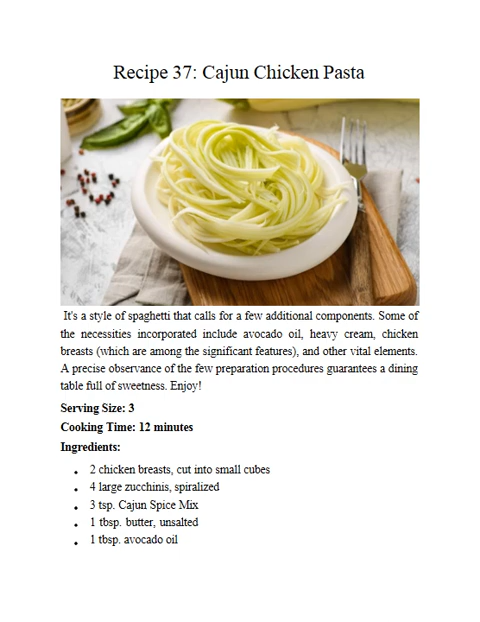 Recipe 37: Cajun Chicken Pasta
It's a style of spaghetti that calls for a few additional components. Some of
the necessities incorporated include avocado oil, heavy cream, chicken
breasts (which are among the significant features), and other vital elements.
A precise observance of the few preparation procedures guarantees a dining
table full of sweetness. Enjoy!
Serving Size: 3
Cooking Time: 12 minutes
Ingredients:
• 2 chicken breasts, cut into small cubes
• 4 large zucchinis, spiralized
• 3 tsp. Cajun Spice Mix
• 1 tbsp. butter, unsalted
• 1 tbsp. avocado oil